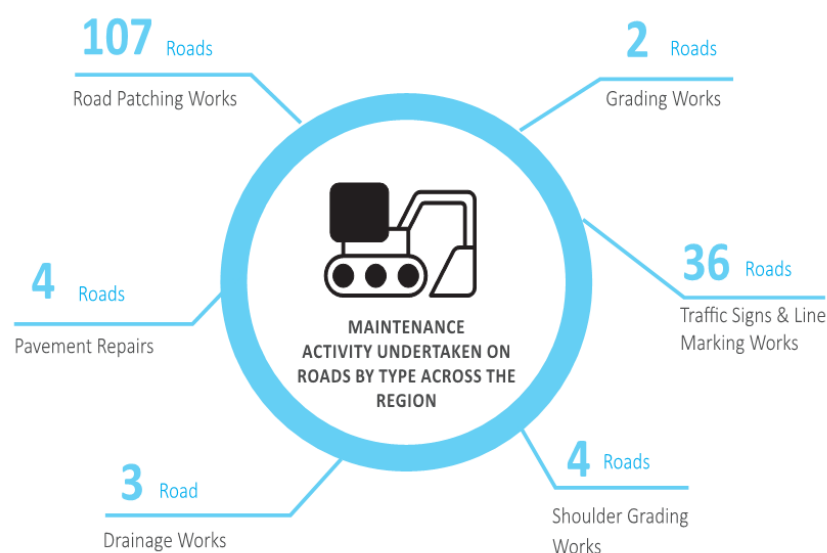 107 Roads
Road Patching Works
2 Roads
Grading Works
4 Roads
Pavement Repairs
MAINTENANCE
ACTIVITY UNDERTAKEN ON
ROADS BY TYPE ACROSS THE
REGION
36 Roads
Traffic Signs & Line
Marking Works
3 Road
Drainage Works
4 Roads
Shoulder Grading
Works